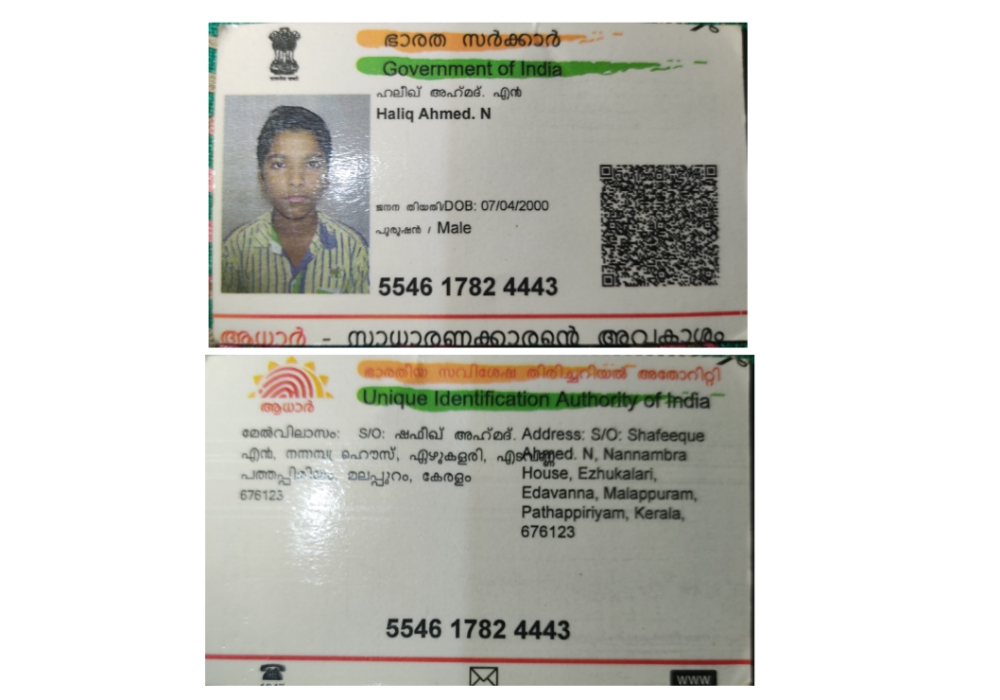 ഭാരത സർക്കാർ
Government of India
ഹലീഖ് അഹ്‌മദ്. എൻ
Haliq Ahmed. N
ജനന തിയതി/DOB: 07/04/2000
പുരുഷൻ / Male
5546 1782 4443
ആധാർ - സാധാരണക്കാരന്റെ അവകാശം
ഭാരതീയ സവിശേഷ തിരിച്ചറിയൽ അതോറിറ്റി
Unique Identification Authority of India
ആധാർ
മേൽവിലാസം: S/O: ഷഫീഖ് അഹ്‌മദ്.
എൻ, നന്നമ്പ്ര ഹൌസ്, ഏഴുകളരി, എടവണ്ണ
പത്തപ്പിരിയം, മലപ്പുറം, കേരളം
676123
Address: S/O: Shafeeque
Ahmed. N, Nannambra
House, Ezhukalari,
Edavanna, Malappuram,
Pathappiriyam, Kerala,
676123
5546 1782 4443
WWW